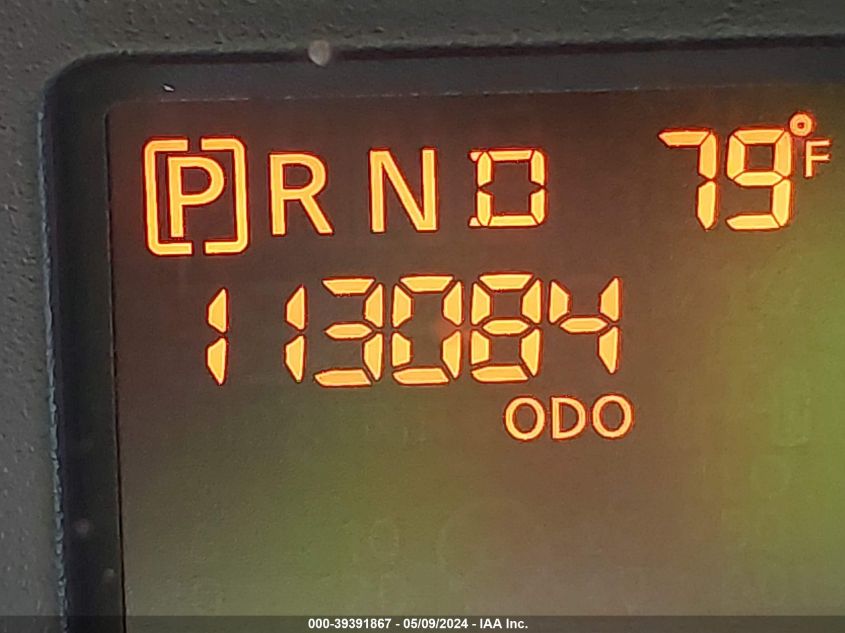 [P] R N D 79°F
113084
ODO
000-39391867 - 05/09/2024 - IAA Inc.